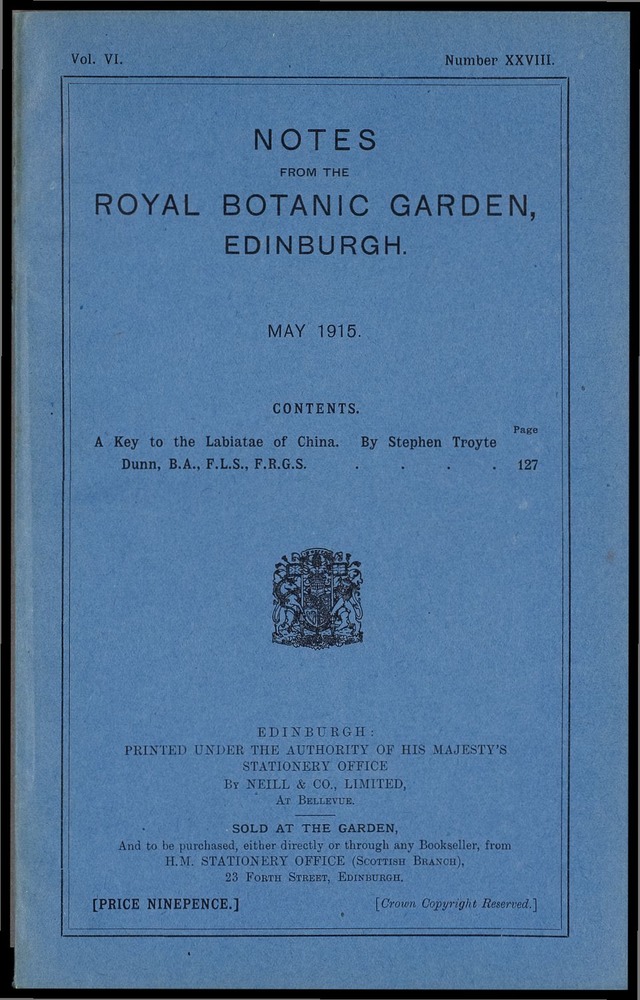 Vol. VI. Number XXVIII.
NOTES
FROM THE
ROYAL BOTANIC GARDEN,
EDINBURGH.
MAY 1915.
CONTENTS.
Page
A Key to the Labiatae of China. By Stephen Troyte
Dunn, B.A., F.L.S., F.R.G.S. . . . . 127
EDINBURGH:
PRINTED UNDER THE AUTHORITY OF HIS MAJESTY'S
STATIONERY OFFICE
By NEILL & CO., LIMITED,
At Bellevue.
SOLD AT THE GARDEN,
And to be purchased, either directly or through any Bookseller, from
H.M. STATIONERY OFFICE (Scottish Branch),
23 Forth Street, Edinburgh.
[PRICE NINEPENCE.] [Crown Copyright Reserved.]